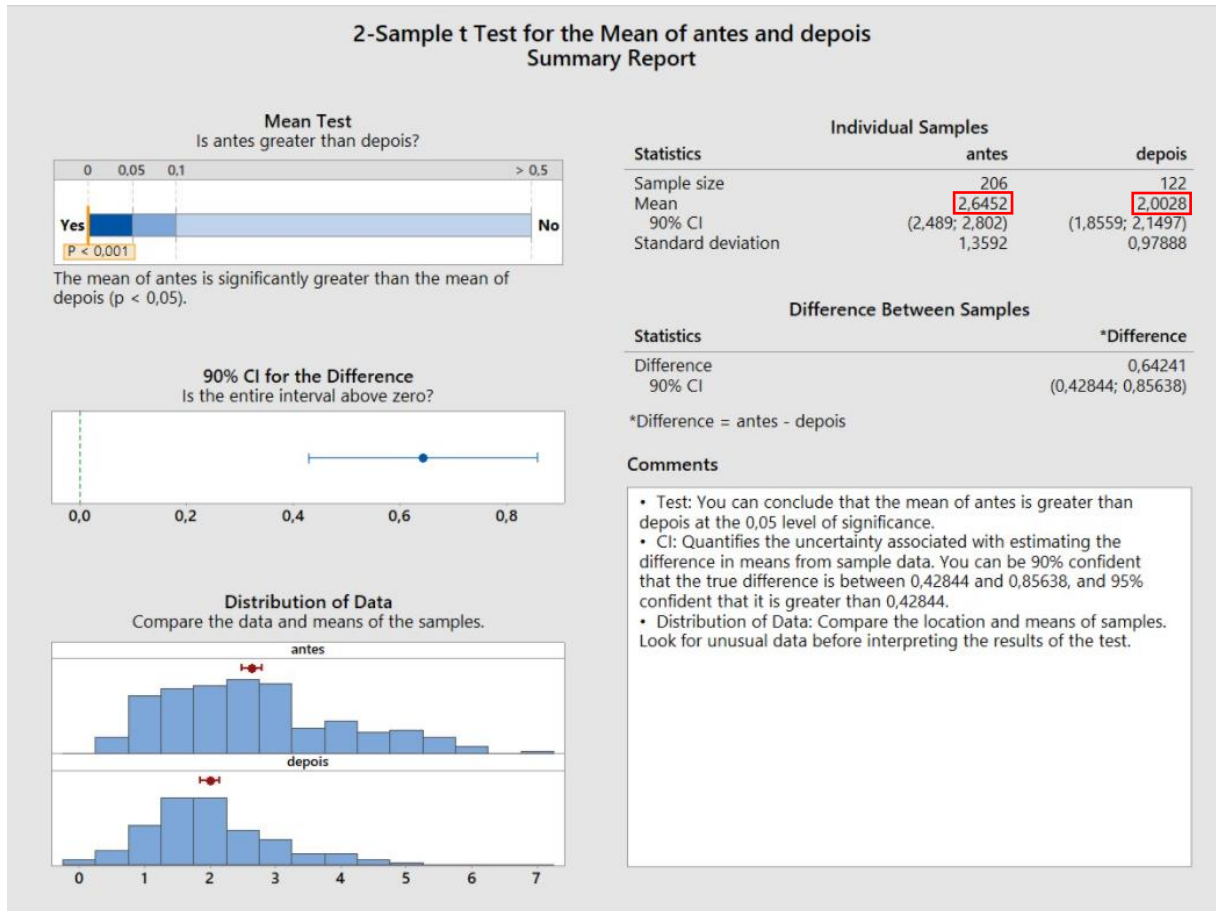 2-Sample t Test for the Mean of antes and depois
Summary Report
Mean Test
Is antes greater than depois?
0 0,05 0,1 > 0,5
Yes No
P < 0,001
The mean of antes is significantly greater than the mean of
depois (p < 0,05).
90% CI for the Difference
Is the entire interval above zero?
0,0 0,2 0,4 0,6 0,8
Distribution of Data
Compare the data and means of the samples.
antes
depois
0 1 2 3 4 5 6 7
Individual Samples
Statistics antes depois
Sample size 206 122
Mean 2,6452 2,0028
90% CI (2,489; 2,802) (1,8559; 2,1497)
Standard deviation 1,3592 0,97888
Difference Between Samples
Statistics *Difference
Difference 0,64241
90% CI (0,42844; 0,85638)
*Difference = antes - depois
Comments
• Test: You can conclude that the mean of antes is greater than
depois at the 0,05 level of significance.
• CI: Quantifies the uncertainty associated with estimating the
difference in means from sample data. You can be 90% confident
that the true difference is between 0,42844 and 0,85638, and 95%
confident that it is greater than 0,42844.
• Distribution of Data: Compare the location and means of samples.
Look for unusual data before interpreting the results of the test.